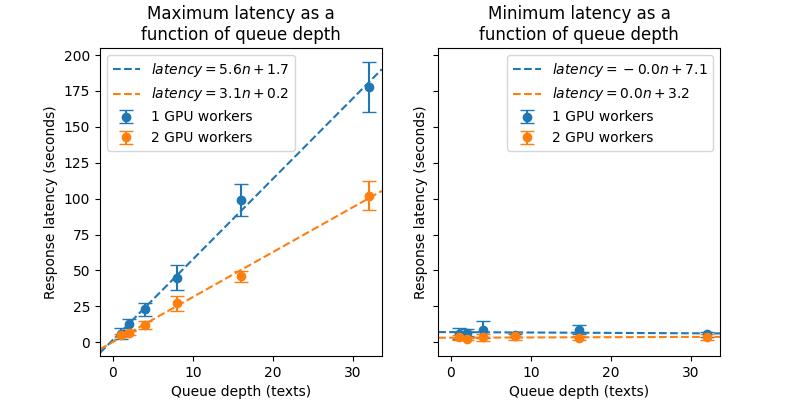 Maximum latency as a
function of queue depth
200
175
150
125
100
75
50
25
0
Response latency (seconds)
latency = 5.6n + 1.7
latency = 3.1n + 0.2
1 GPU workers
2 GPU workers
0 10 20 30
Queue depth (texts)
Minimum latency as a
function of queue depth
Response latency (seconds)
latency = −0.0n + 7.1
latency = 0.0n + 3.2
1 GPU workers
2 GPU workers
0 10 20 30
Queue depth (texts)